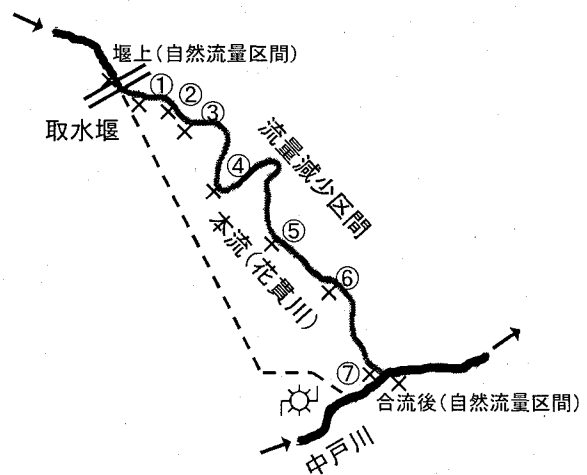 堰上(自然流量区間)
取水堰
①
②
③
④
流量減少区間
本流(花貫川)
⑤
⑥
⑦
合流後(自然流量区間)
中戸川